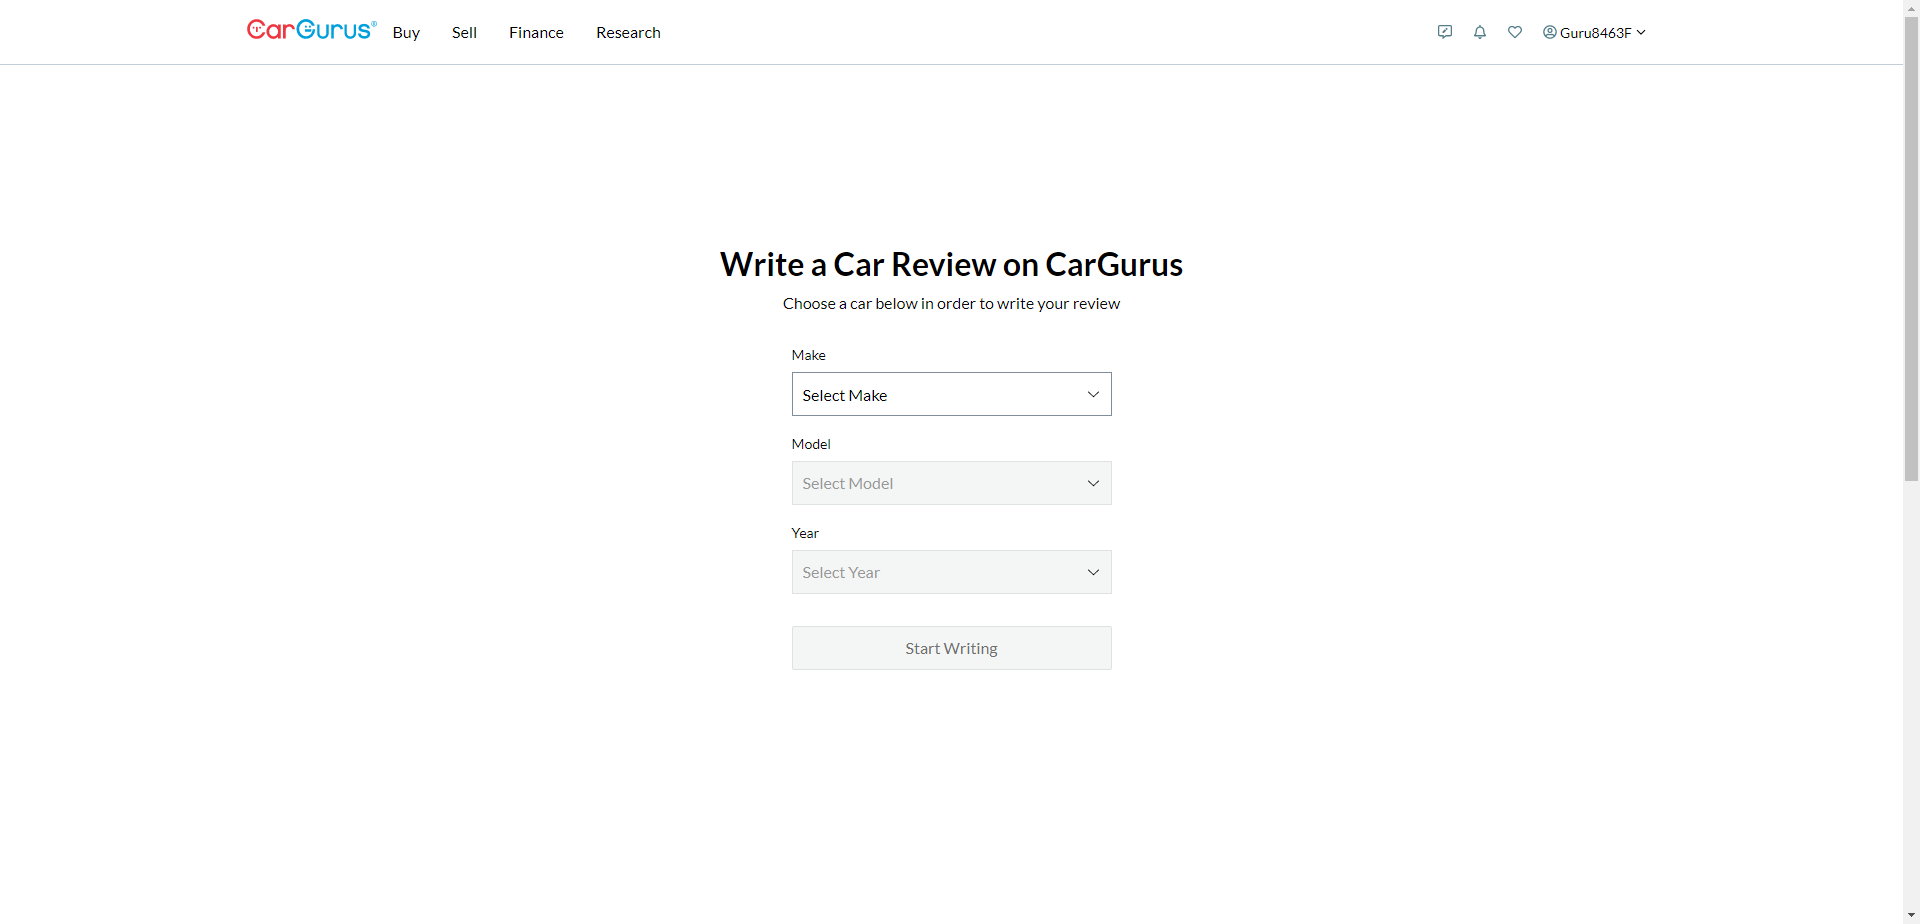 CarGurus®
Buy
Sell
Finance
Research
Guru8463F
Write a Car Review on CarGurus
Choose a car below in order to write your review
Make
Select Make
Model
Select Model
Year
Select Year
Start Writing